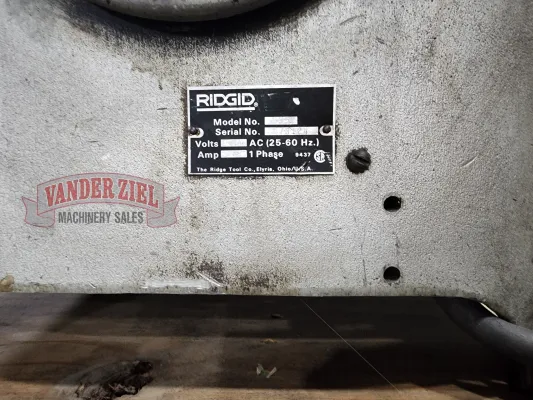 RIDGID®
Model No.
Serial No.
Volts AC (25-60 Hz.)
Amp 1 Phase 9437
The Ridge Tool Co., Elyria, Ohio/U.S.A.
VANDER ZIEL
MACHINERY SALES